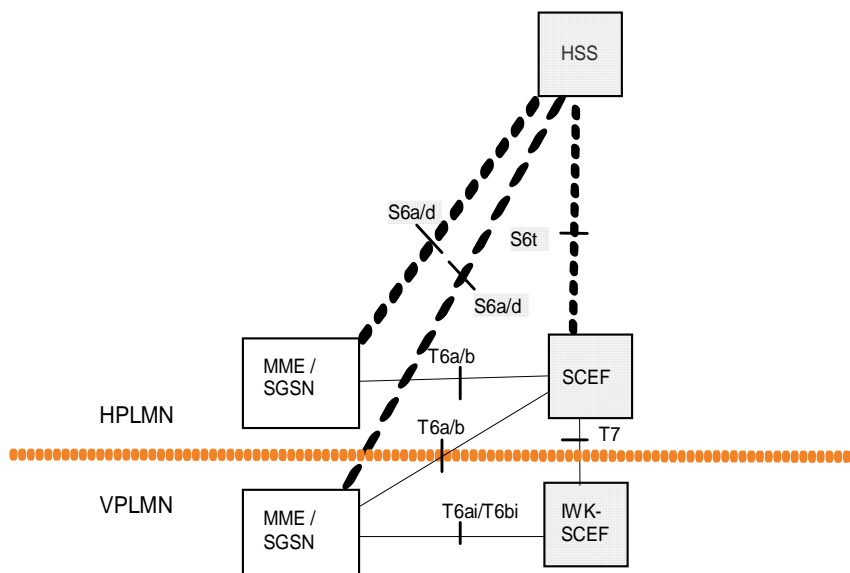 HSS
S6a/d
S6t
S6a/d
MME /
SGSN
T6a/b
SCEF
HPLMN
T6a/b
T7
VPLMN
MME /
SGSN
T6ai/T6bi
IWK-
SCEF